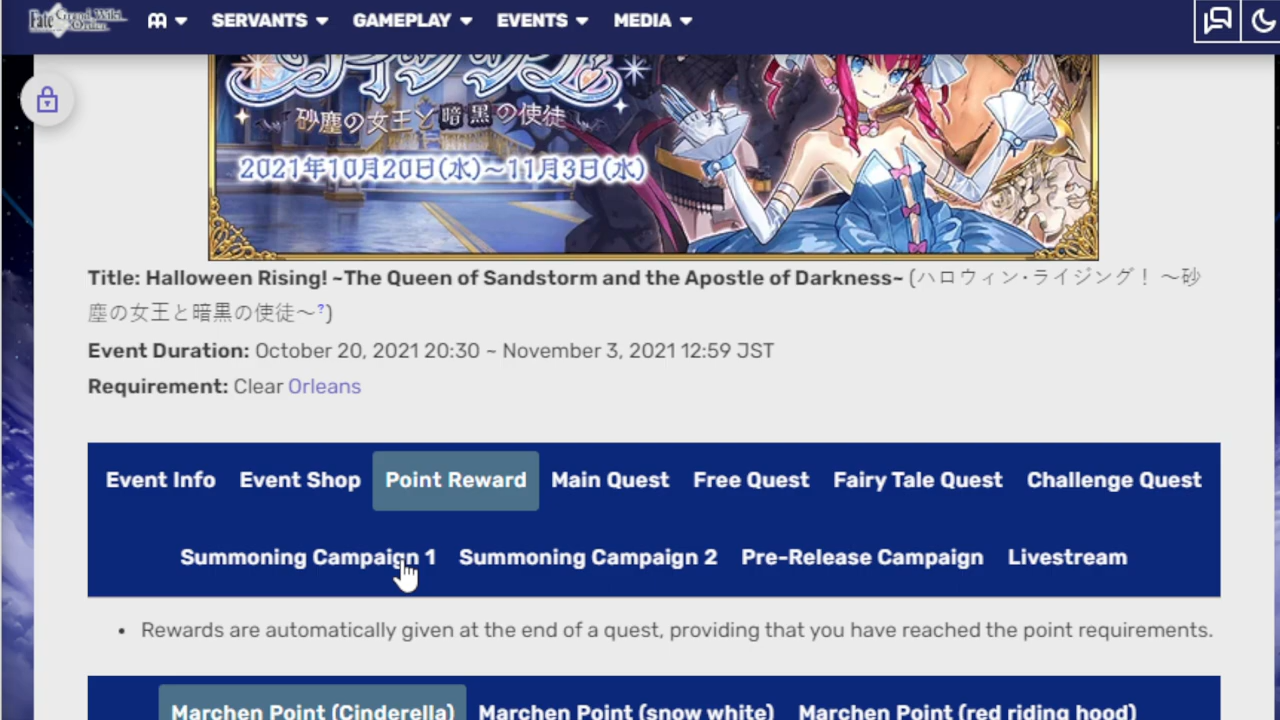 Fate Grand Wiki Order
SERVANTS GAMEPLAY EVENTS MEDIA
砂塵の女王と暗黒の使徒
2021年10月20日(水)~11月3日(水)
Title: Halloween Rising! ~The Queen of Sandstorm and the Apostle of Darkness~ (ハロウィン・ライジング！ ～砂
塵の女王と暗黒の使徒～?)
Event Duration: October 20, 2021 20:30 ~ November 3, 2021 12:59 JST
Requirement: Clear Orleans
Event Info Event Shop Point Reward Main Quest Free Quest Fairy Tale Quest Challenge Quest
Summoning Campaign 1 Summoning Campaign 2 Pre-Release Campaign Livestream
• Rewards are automatically given at the end of a quest, providing that you have reached the point requirements.
Marchen Point (Cinderella) Marchen Point (snow white) Marchen Point (red riding hood)